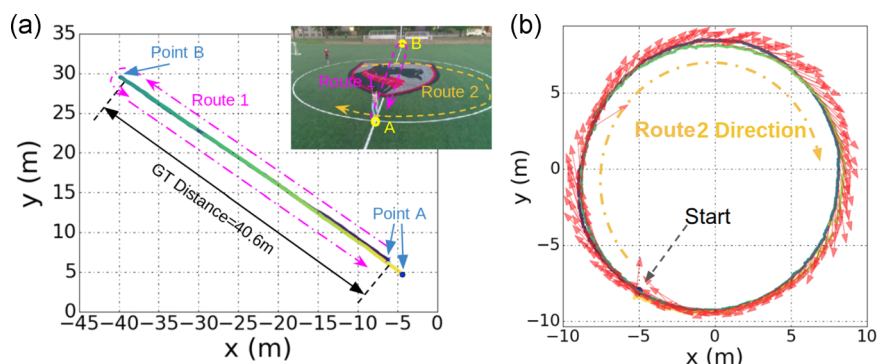 (a)
35
30
25
20
15
10
5
0
y (m)
−45
−40
−35
−30
−25
−20
−15
−10
−5
0
x (m)
Point B
Route 1
GT Distance=40.6m
Point A
B
Route 1
Route 2
A
(b)
5
0
−5
−10
y (m)
−10
−5
0
5
10
x (m)
Route2 Direction
Start